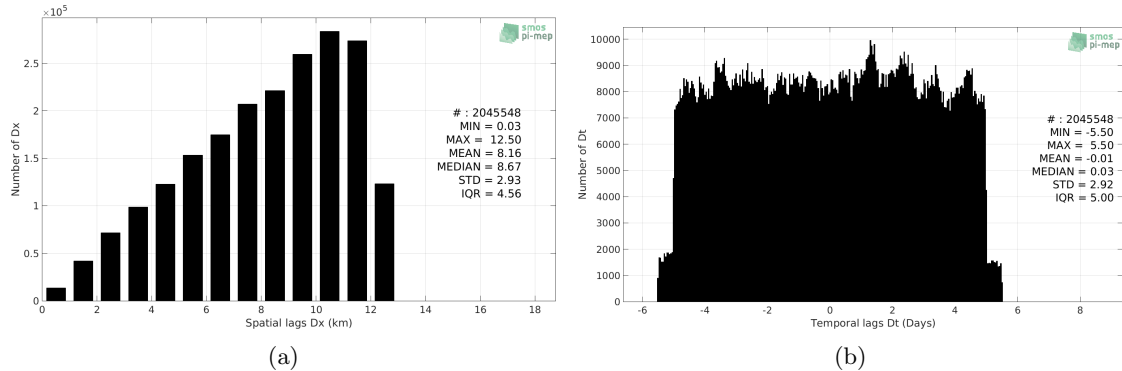 ×10⁵
2.5
2
1.5
1
0.5
0
Number of Dx
smos
pi-mep
# : 2045548
MIN = 0.03
MAX = 12.50
MEAN = 8.16
MEDIAN = 8.67
STD = 2.93
IQR = 4.56
0 2 4 6 8 10 12 14 16 18
Spatial lags Dx (km)
(a)
10000
9000
8000
7000
6000
5000
4000
3000
2000
1000
0
Number of Dt
smos
pi-mep
# : 2045548
MIN = -5.50
MAX = 5.50
MEAN = -0.01
MEDIAN = 0.03
STD = 2.92
IQR = 5.00
-6 -4 -2 0 2 4 6 8
Temporal lags Dt (Days)
(b)